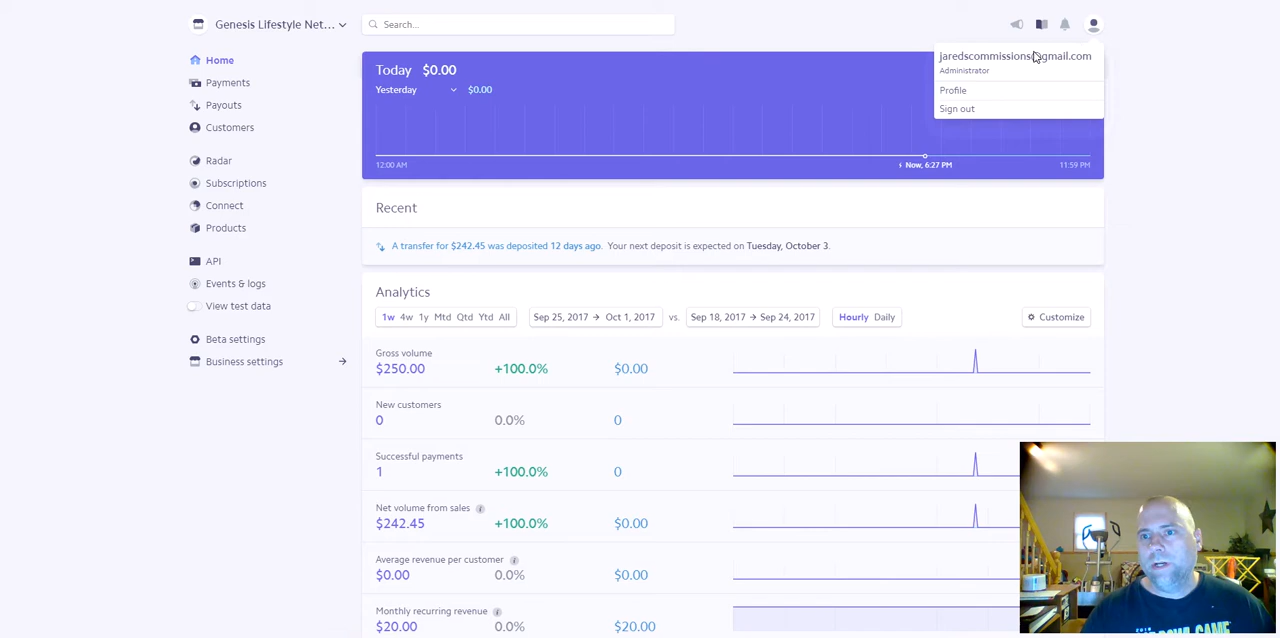 Genesis Lifestyle Net...
Search...
Home
Payments
Payouts
Customers
Radar
Subscriptions
Connect
Products
API
Events & logs
View test data
Beta settings
Business settings
jaredscommissions@gmail.com
Administrator
Profile
Sign out
Today $0.00
Yesterday $0.00
12:00 AM
Now, 6:27 PM
11:59 PM
Recent
A transfer for $242.45 was deposited 12 days ago. Your next deposit is expected on Tuesday, October 3.
Analytics
1w 4w 1y Mtd Qtd Ytd All Sep 25, 2017 → Oct 1, 2017 vs. Sep 18, 2017 → Sep 24, 2017 Hourly Daily Customize
Gross volume
$250.00 +100.0% $0.00
New customers
0 0.0% 0
Successful payments
1 +100.0% 0
Net volume from sales
$242.45 +100.0% $0.00
Average revenue per customer
$0.00 0.0% $0.00
Monthly recurring revenue
$20.00 0.0% $20.00